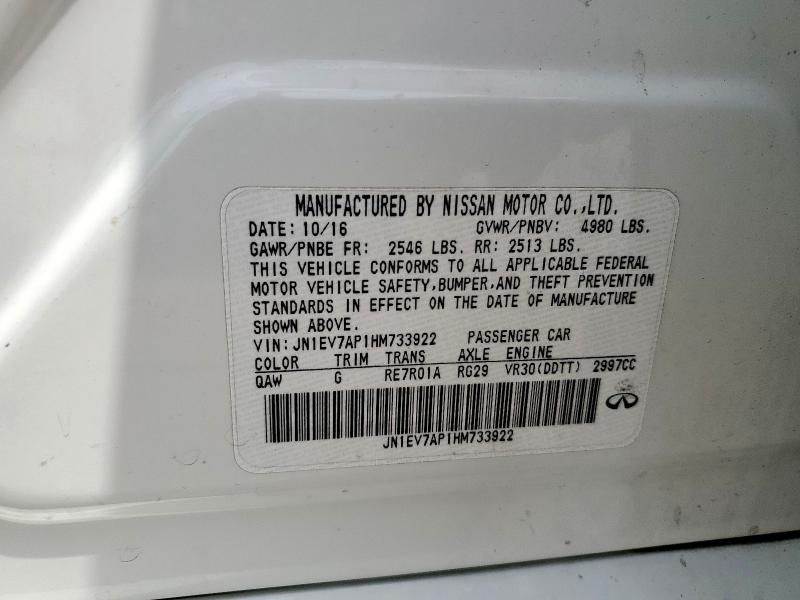 MANUFACTURED BY NISSAN MOTOR CO.,LTD.
DATE: 10/16 GVWR/PNBV: 4980 LBS.
GAWR/PNBE FR: 2546 LBS. RR: 2513 LBS.
THIS VEHICLE CONFORMS TO ALL APPLICABLE FEDERAL
MOTOR VEHICLE SAFETY,BUMPER,AND THEFT PREVENTION
STANDARDS IN EFFECT ON THE DATE OF MANUFACTURE
SHOWN ABOVE.
VIN: JN1EV7AP1HM733922 PASSENGER CAR
COLOR TRIM TRANS AXLE ENGINE
QAW G RE7R01A RG29 VR30(DDTT) 2997CC
JN1EV7AP1HM733922